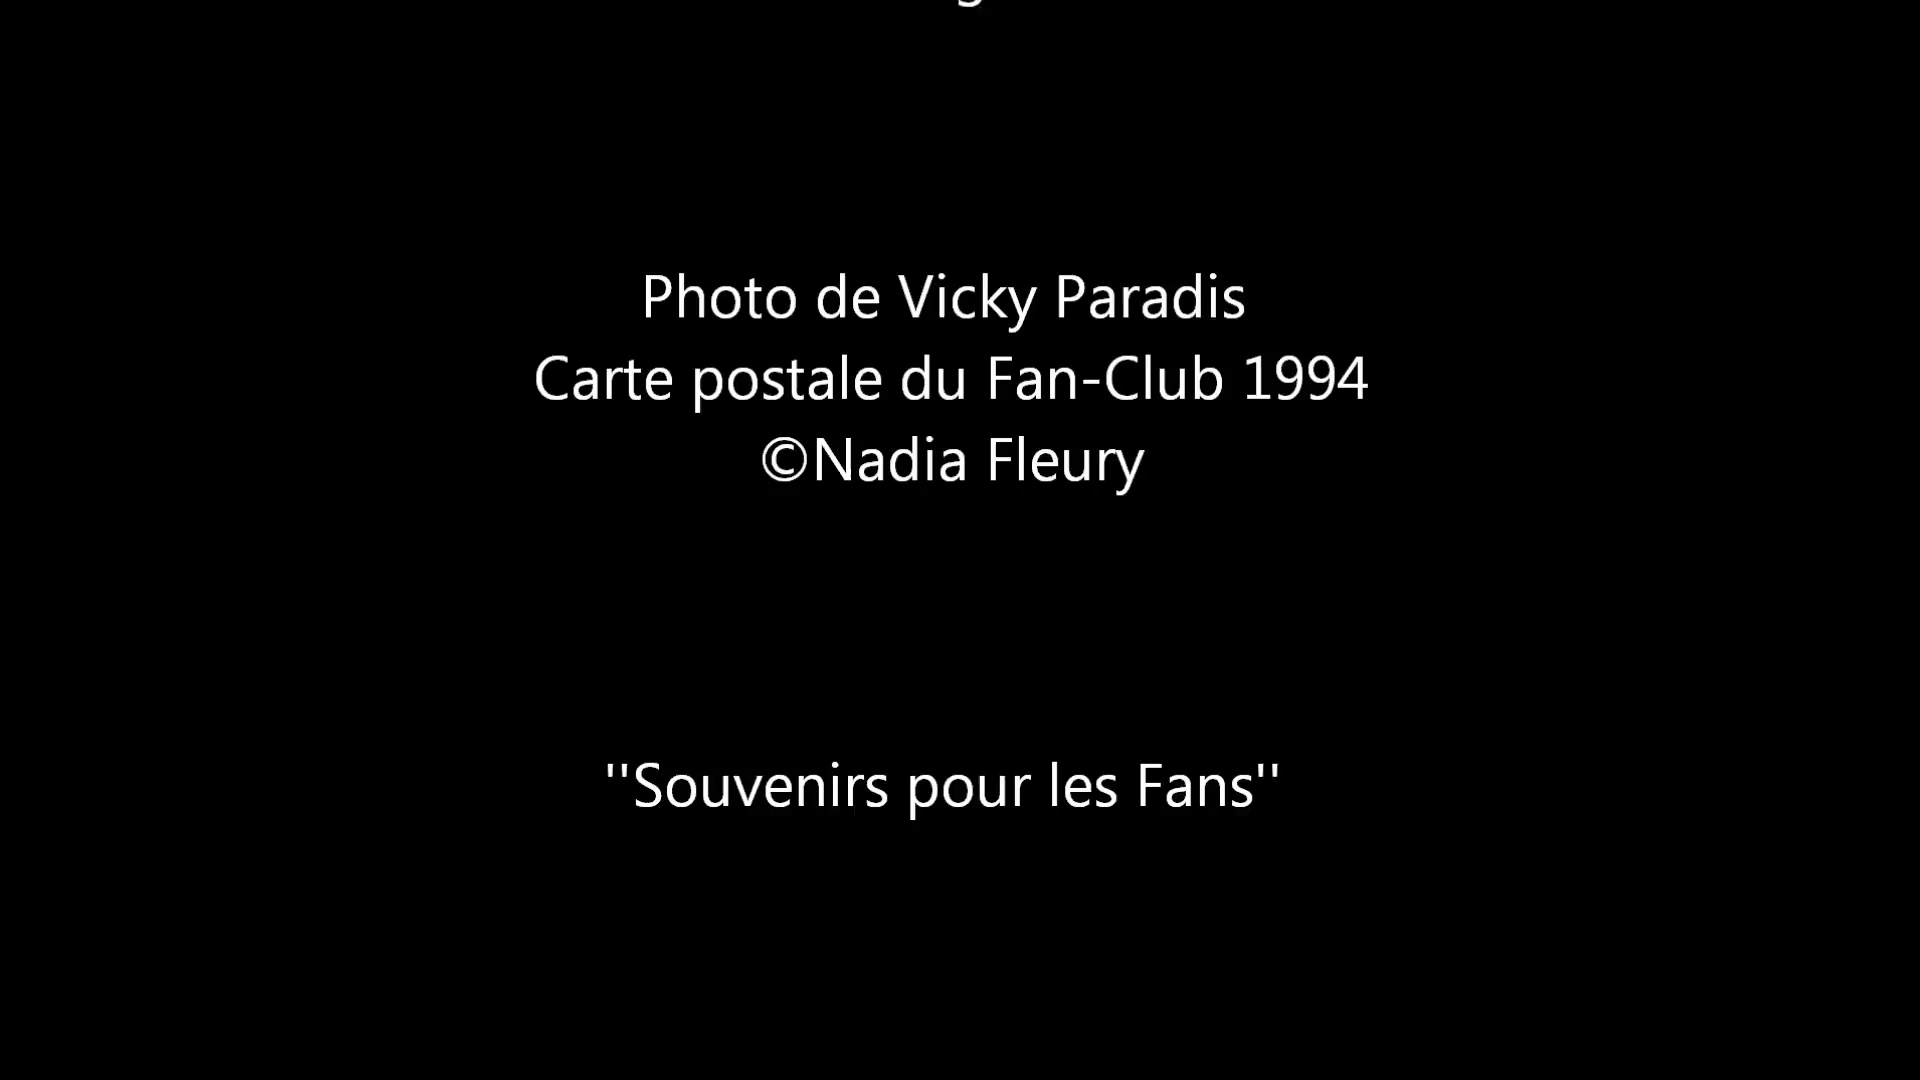 Photo de Vicky Paradis
Carte postale du Fan-Club 1994
©Nadia Fleury
''Souvenirs pour les Fans''